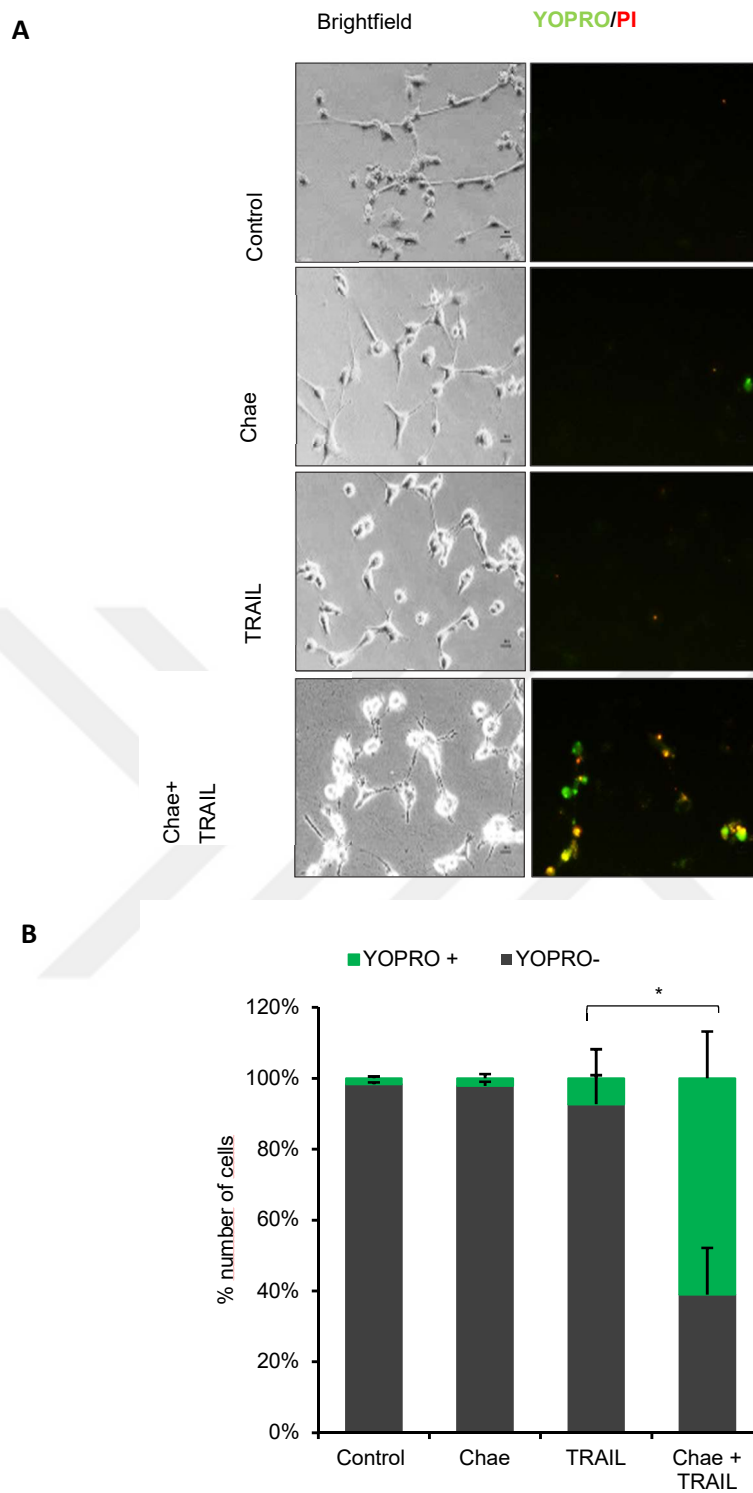 A
Brightfield
YOPRO/PI
Control
Chae
TRAIL
Chae+
TRAIL
B
YOPRO +
YOPRO-
*
120%
100%
80%
60%
40%
20%
0%
% number of cells
Control
Chae
TRAIL
Chae +
TRAIL